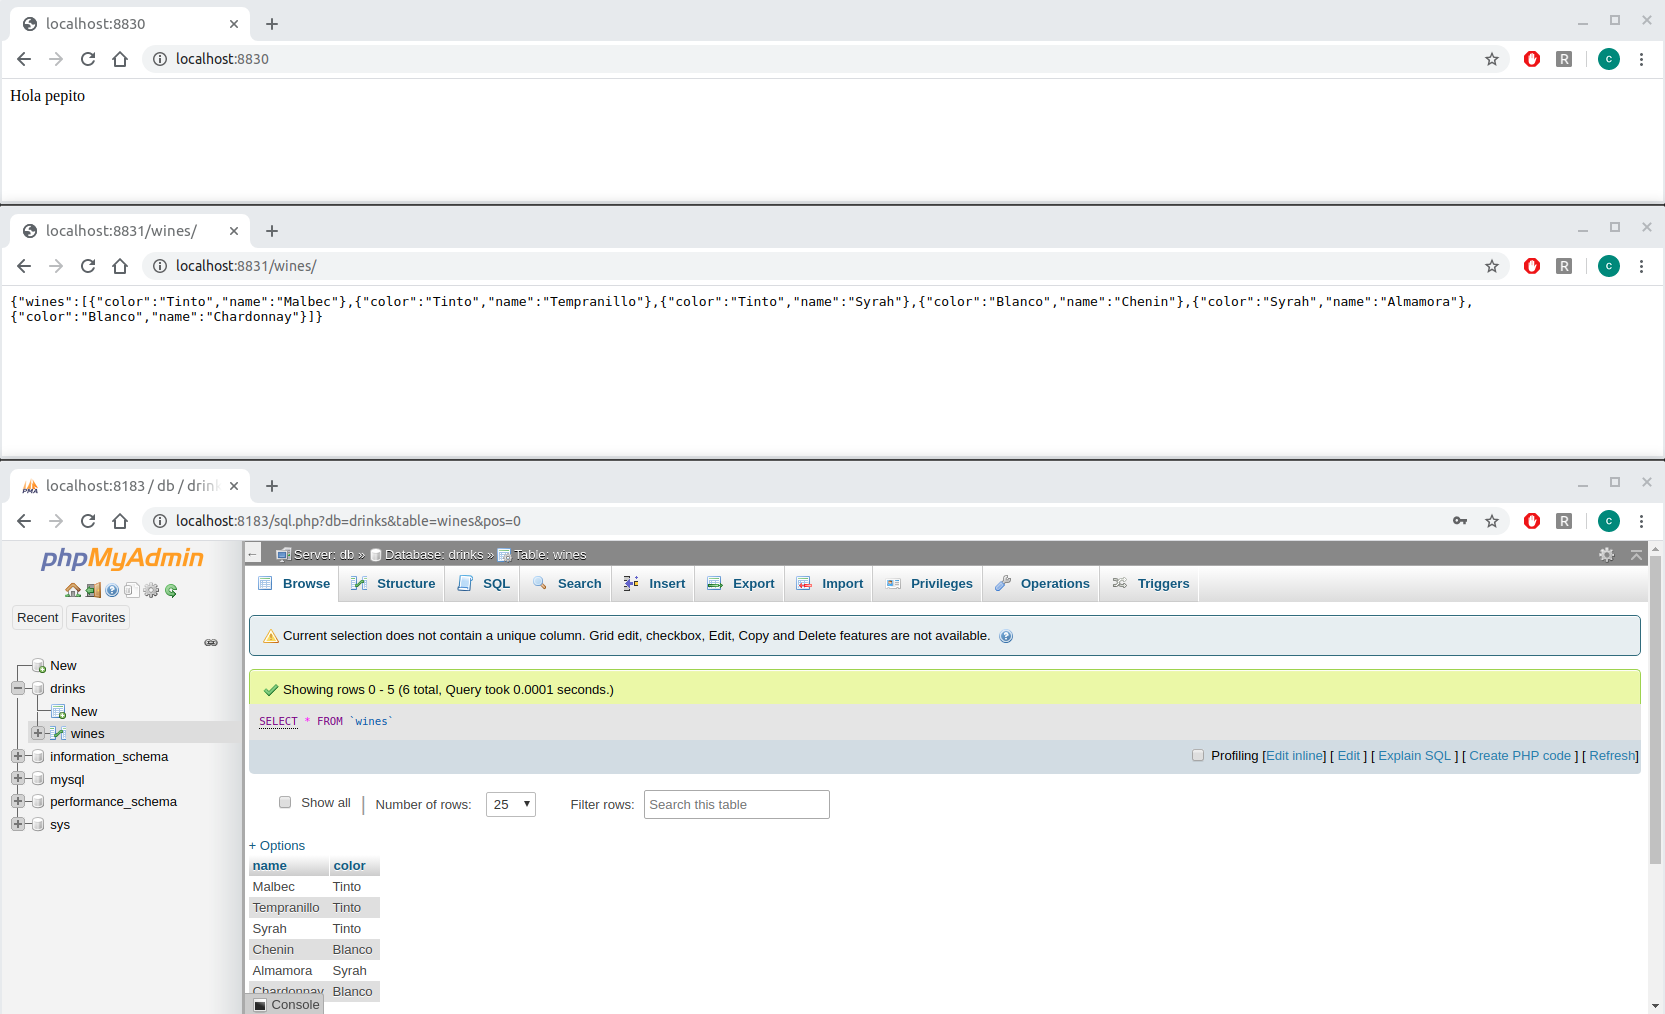 localhost:8830
localhost:8830
R
c
Hola pepito
localhost:8831/wines/
localhost:8831/wines/
R
c
{"wines":[{"color":"Tinto","name":"Malbec"},{"color":"Tinto","name":"Tempranillo"},{"color":"Tinto","name":"Syrah"},{"color":"Blanco","name":"Chenin"},{"color":"Syrah","name":"Almamora"},
{"color":"Blanco","name":"Chardonnay"}]}
PMA localhost:8183 / db / drink
localhost:8183/sql.php?db=drinks&table=wines&pos=0
R
c
phpMyAdmin
Recent Favorites
New
drinks
New
wines
information_schema
mysql
performance_schema
sys
Server: db » Database: drinks » Table: wines
Browse Structure SQL Search Insert Export Import Privileges Operations Triggers
Current selection does not contain a unique column. Grid edit, checkbox, Edit, Copy and Delete features are not available.
Showing rows 0 - 5 (6 total, Query took 0.0001 seconds.)
SELECT * FROM `wines`
Profiling [Edit inline] [ Edit ] [ Explain SQL ] [ Create PHP code ] [ Refresh]
Show all | Number of rows: 25 Filter rows: Search this table
+ Options
name color
Malbec Tinto
Tempranillo Tinto
Syrah Tinto
Chenin Blanco
Almamora Syrah
Chardonnay Blanco
Console